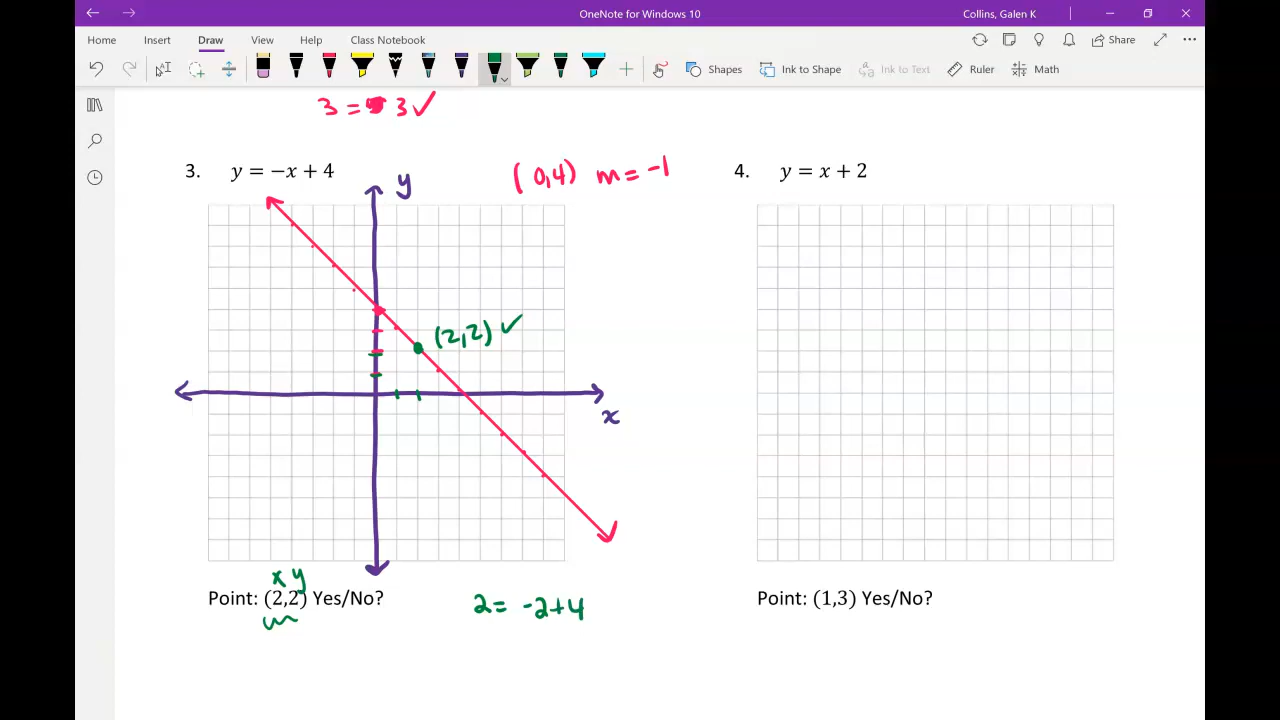 OneNote for Windows 10
Collins, Galen K
Home Insert Draw View Help Class Notebook
Share
Shapes Ink to Shape Ink to Text Ruler Math
3. y = −x + 4
(0,4) m = -1
4. y = x + 2
y
(2,2) ✓
x
x y
Point: (2,2) Yes/No?
2 = -2+4
Point: (1,3) Yes/No?